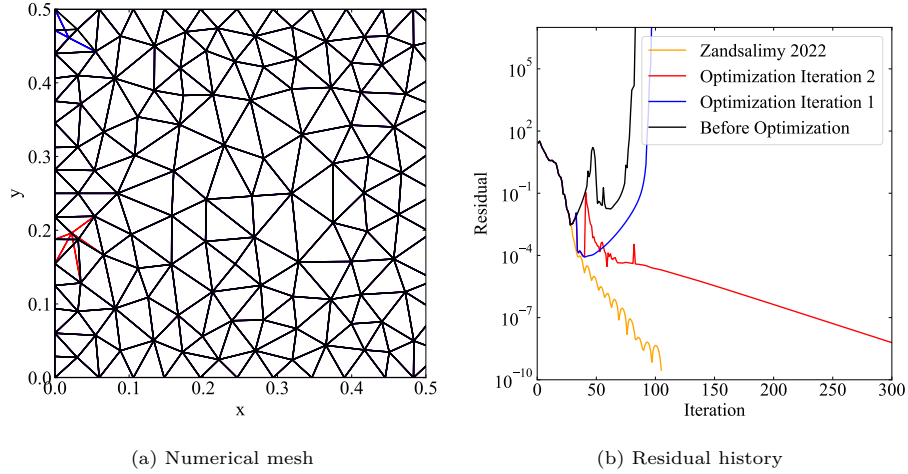 0.5
0.4
0.3
0.2
0.1
0.0
y
0.0 0.1 0.2 0.3 0.4 0.5
x
(a) Numerical mesh
Zandsalimy 2022
Optimization Iteration 2
Optimization Iteration 1
Before Optimization
10^5
10^2
10^-1
10^-4
10^-7
10^-10
Residual
0 50 100 150 200 250 300
Iteration
(b) Residual history